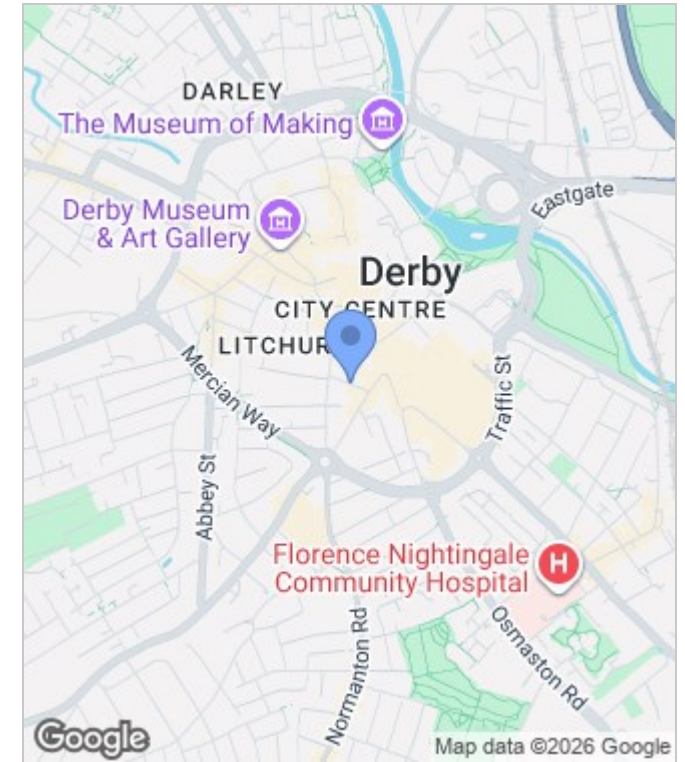 DARLEY
The Museum of Making
Eastgate
Derby Museum
& Art Gallery
Derby
CITY CENTRE
LITCHUR
Mercian Way
Traffic St
Abbey St
Florence Nightingale
Community Hospital
H
Normanton Rd
Osmaston Rd
Google
Map data ©2026 Google